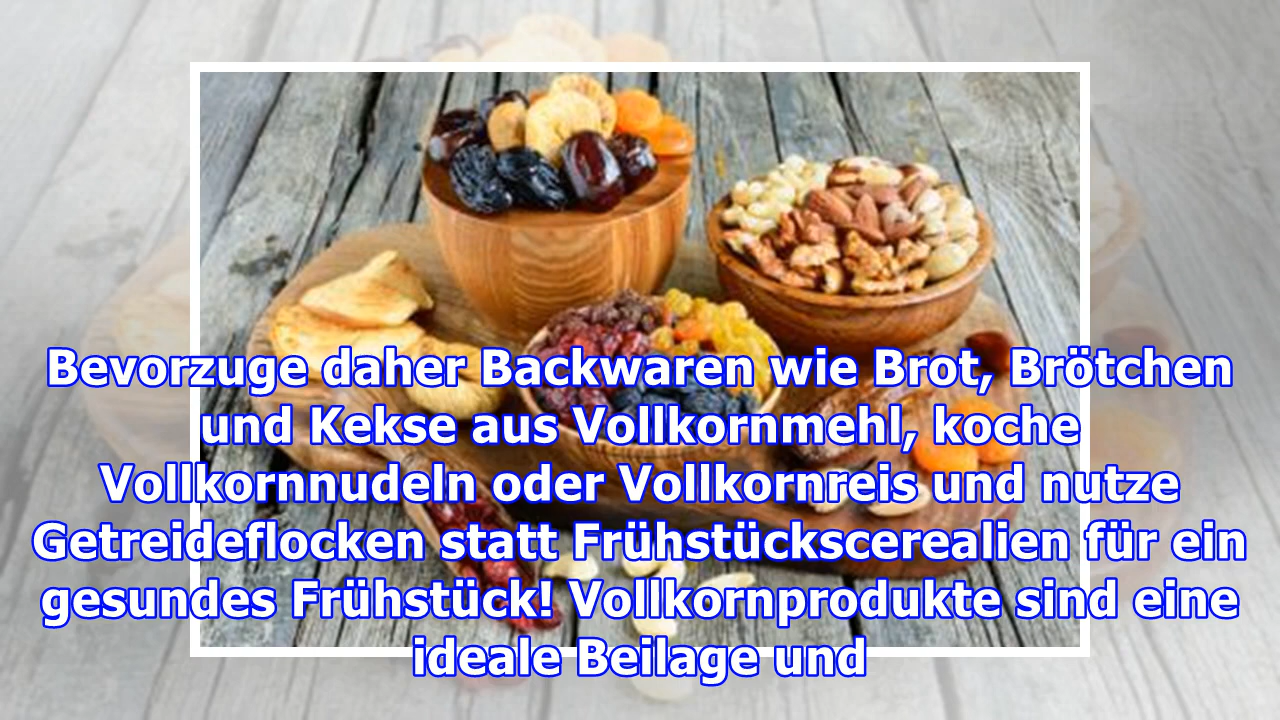 Bevorzuge daher Backwaren wie Brot, Brötchen
und Kekse aus Vollkornmehl, koche
Vollkornnudeln oder Vollkornreis und nutze
Getreideflocken statt Frühstückscerealien für ein
gesundes Frühstück! Vollkornprodukte sind eine
ideale Beilage und